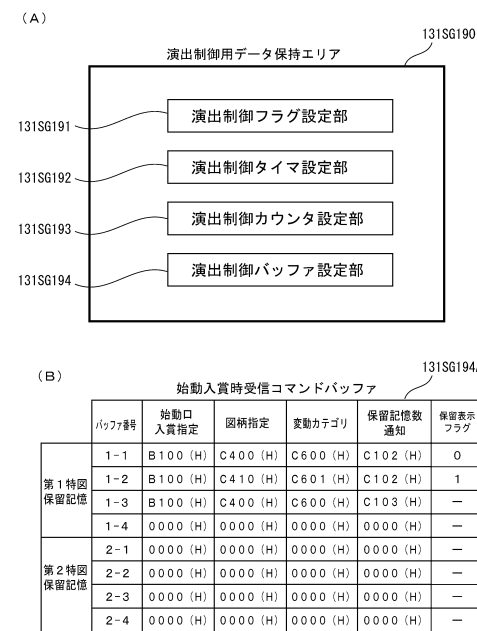 (A)
131SG190
演出制御用データ保持エリア
131SG191
演出制御フラグ設定部
131SG192
演出制御タイマ設定部
131SG193
演出制御カウンタ設定部
131SG194
演出制御バッファ設定部
(B)
131SG194A
始動入賞時受信コマンドバッファ
バッファ番号 始動口入賞指定 図柄指定 変動カテゴリ 保留記憶数通知 保留表示フラグ
第1特図保留記憶
1-1 B100 (H) C400 (H) C600 (H) C102 (H) 0
1-2 B100 (H) C410 (H) C601 (H) C102 (H) 1
1-3 B100 (H) C400 (H) C600 (H) C103 (H) ー
1-4 0000 (H) 0000 (H) 0000 (H) 0000 (H) ー
第2特図保留記憶
2-1 0000 (H) 0000 (H) 0000 (H) 0000 (H) ー
2-2 0000 (H) 0000 (H) 0000 (H) 0000 (H) ー
2-3 0000 (H) 0000 (H) 0000 (H) 0000 (H) ー
2-4 0000 (H) 0000 (H) 0000 (H) 0000 (H) ー